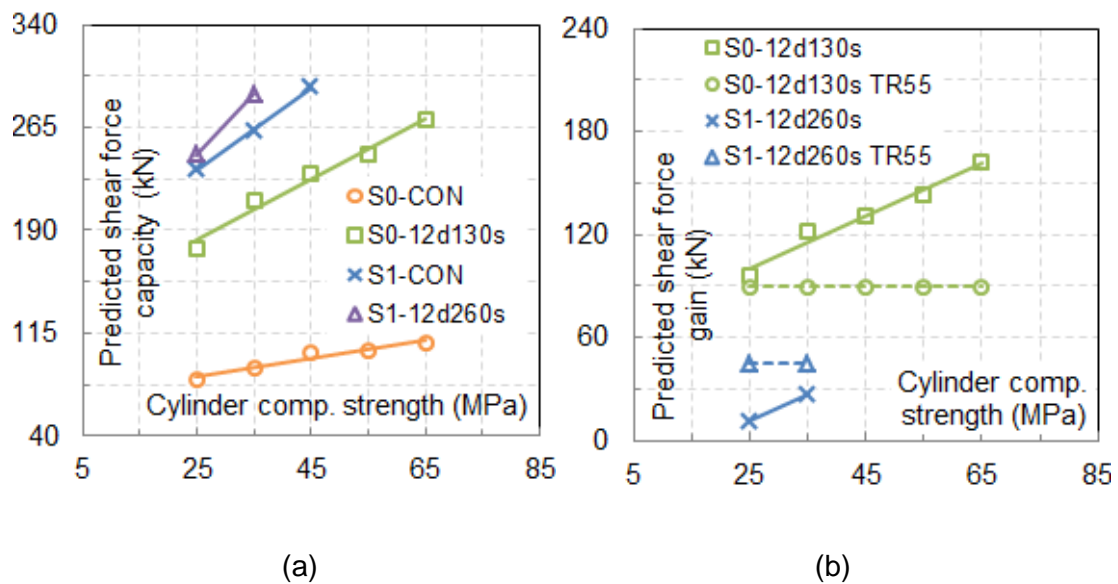 340
265
190
115
40
Predicted shear force
capacity (kN)
S0-CON
S0-12d130s
S1-CON
S1-12d260s
Cylinder comp. strength (MPa)
5
25
45
65
85
(a)
240
180
120
60
0
Predicted shear force
gain (kN)
S0-12d130s
S0-12d130s TR55
S1-12d260s
S1-12d260s TR55
Cylinder comp.
strength (MPa)
5
25
45
65
85
(b)